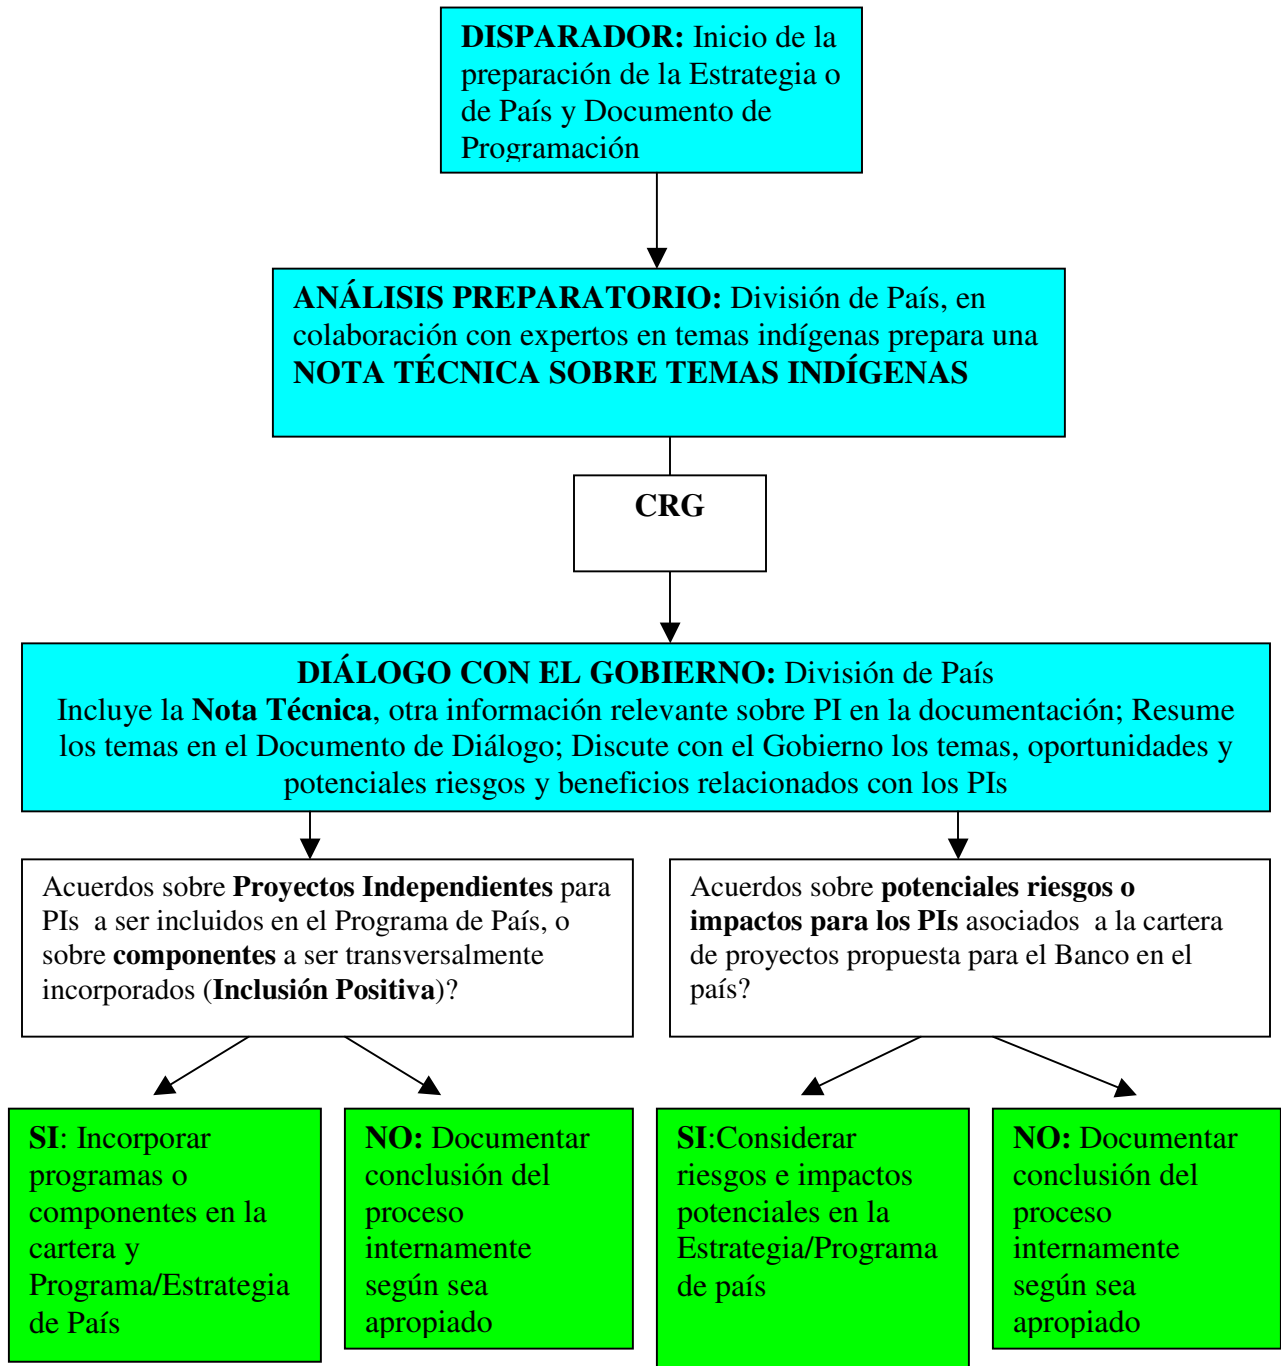 DISPARADOR: Inicio de la
preparación de la Estrategia o
de País y Documento de
Programación
ANÁLISIS PREPARATORIO: División de País, en
colaboración con expertos en temas indígenas prepara una
NOTA TÉCNICA SOBRE TEMAS INDÍGENAS
CRG
DIÁLOGO CON EL GOBIERNO: División de País
Incluye la Nota Técnica, otra información relevante sobre PI en la documentación; Resume
los temas en el Documento de Diálogo; Discute con el Gobierno los temas, oportunidades y
potenciales riesgos y beneficios relacionados con los PIs
Acuerdos sobre Proyectos Independientes para
PIs a ser incluidos en el Programa de País, o
sobre componentes a ser transversalmente
incorporados (Inclusión Positiva)?
Acuerdos sobre potenciales riesgos o
impactos para los PIs asociados a la cartera
de proyectos propuesta para el Banco en el
país?
SI: Incorporar
programas o
componentes en la
cartera y
Programa/Estrategia
de País
NO: Documentar
conclusión del
proceso
internamente
según sea
apropiado
SI:Considerar
riesgos e impactos
potenciales en la
Estrategia/Programa
de país
NO: Documentar
conclusión del
proceso
internamente
según sea
apropiado